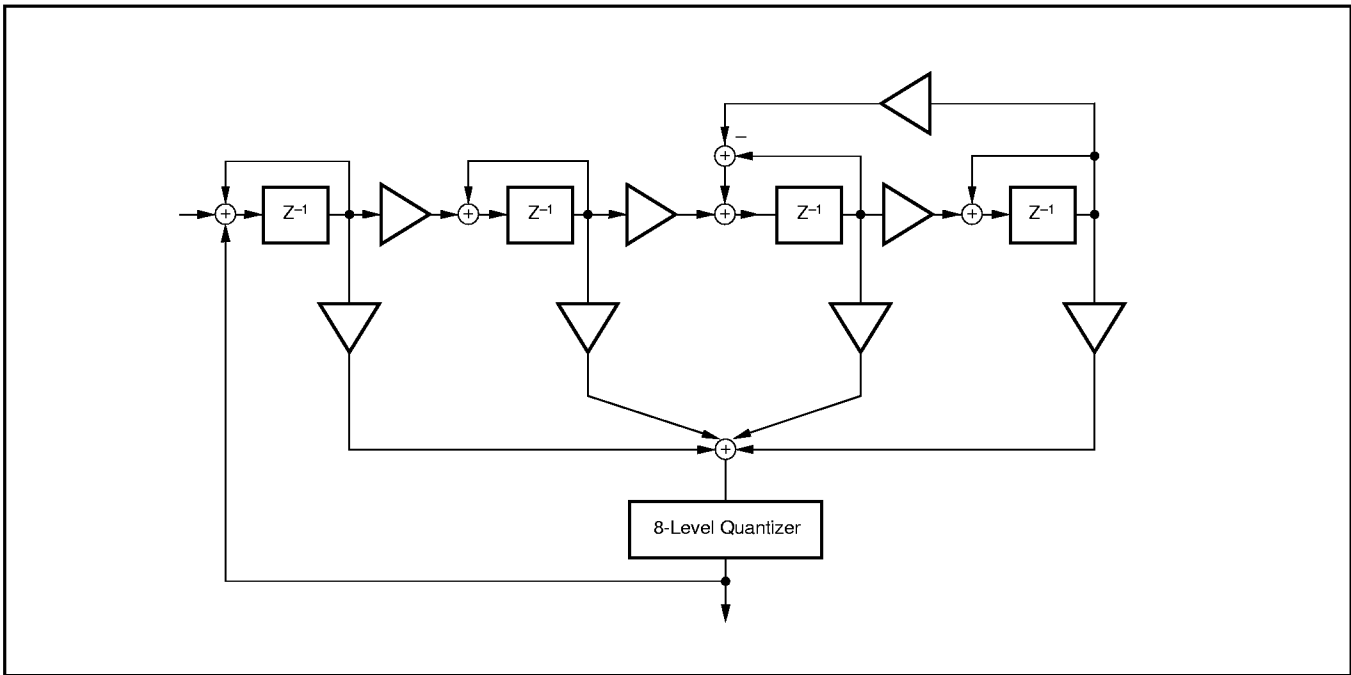 –
+
+ Z⁻¹ + Z⁻¹ + Z⁻¹ + Z⁻¹
+
8-Level Quantizer